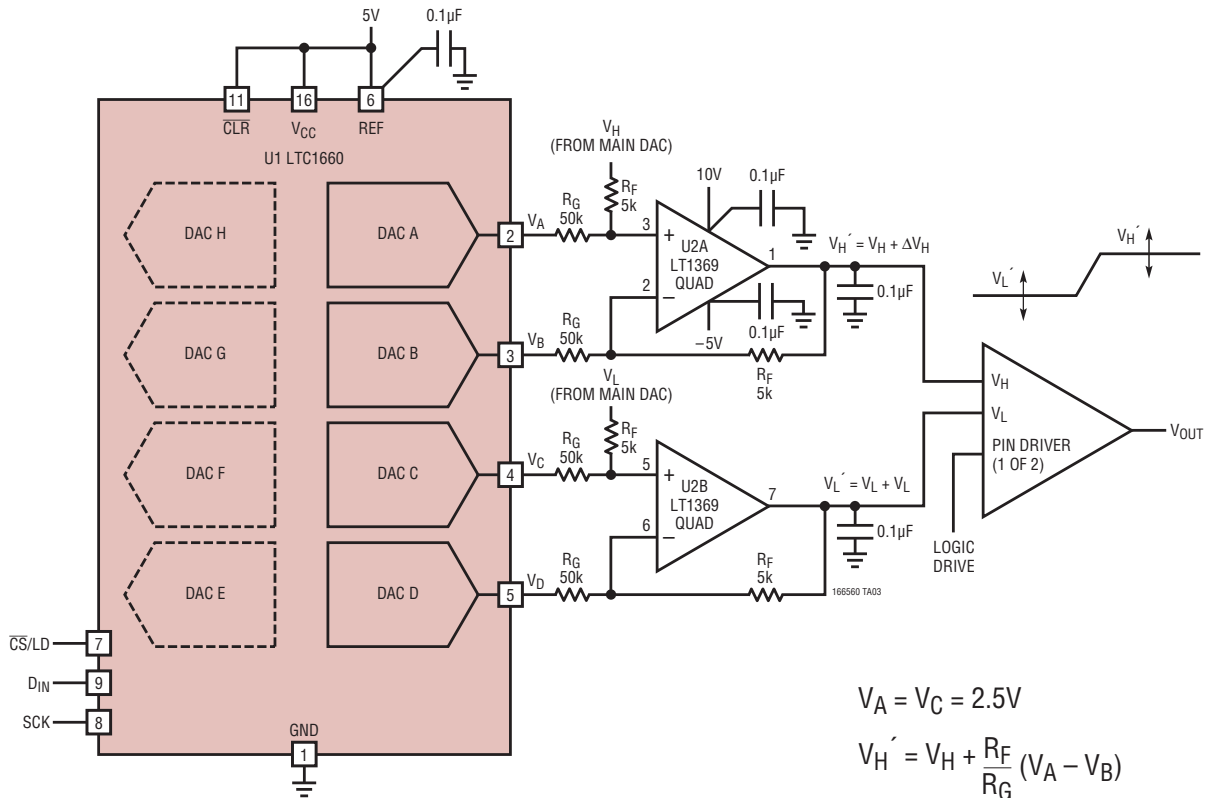 5V
0.1µF
11
16
6
CLR
VCC
REF
U1 LTC1660
DAC H
DAC A
DAC G
DAC B
DAC F
DAC C
DAC E
DAC D
2
3
4
5
VA
VB
VC
VD
CS/LD
7
DIN
9
SCK
8
GND
1
VH
(FROM MAIN DAC)
RG
50k
RF
5k
3
+
2
–
U2A
LT1369
QUAD
1
10V
0.1µF
–5V
0.1µF
RG
50k
RF
5k
VH´ = VH + ΔVH
0.1µF
VL
(FROM MAIN DAC)
RG
50k
RF
5k
5
+
6
–
U2B
LT1369
QUAD
7
RG
50k
RF
5k
VL´ = VL + VL
0.1µF
166560 TA03
VL´
VH´
VH
VL
PIN DRIVER
(1 OF 2)
VOUT
LOGIC
DRIVE
VA = VC = 2.5V
VH´ = VH + RF/RG (VA – VB)